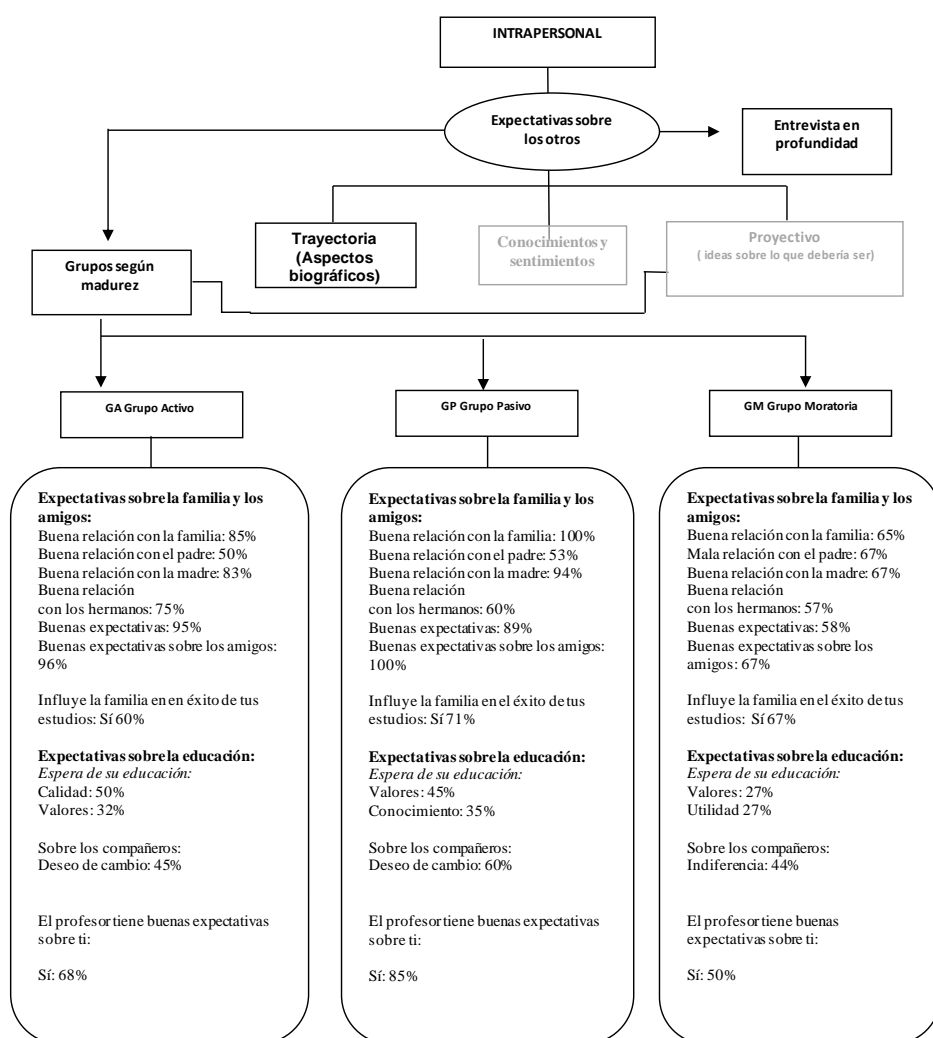 INTRAPERSONAL
Expectativas sobre
los otros
Entrevista en
profundidad
Trayectoria
(Aspectos
biográficos)
Conocimientos y
sentimientos
Proyectivo
( ideas sobre lo que debería ser)
Grupos según
madurez
GA Grupo Activo
GP Grupo Pasivo
GM Grupo Moratoria
Expectativas sobre la familia y los
amigos:
Buena relación con la familia: 85%
Buena relación con el padre: 50%
Buena relación con la madre: 83%
Buena relación
con los hermanos: 75%
Buenas expectativas: 95%
Buenas expectativas sobre los amigos:
96%
Influye la familia en en éxito de tus
estudios: Sí 60%
Expectativas sobre la educación:
Espera de su educación:
Calidad: 50%
Valores: 32%
Sobre los compañeros:
Deseo de cambio: 45%
El profesor tiene buenas expectativas
sobre ti:
Sí: 68%
Expectativas sobre la familia y los
amigos:
Buena relación con la familia: 100%
Buena relación con el padre: 53%
Buena relación con la madre: 94%
Buena relación
con los hermanos: 60%
Buenas expectativas: 89%
Buenas expectativas sobre los amigos:
100%
Influye la familia en el éxito de tus
estudios: Sí 71%
Expectativas sobre la educación:
Espera de su educación:
Valores: 45%
Conocimiento: 35%
Sobre los compañeros:
Deseo de cambio: 60%
El profesor tiene buenas expectativas
sobre ti:
Sí: 85%
Expectativas sobre la familia y los
amigos:
Buena relación con la familia: 65%
Mala relación con el padre: 67%
Buena relación con la madre: 67%
Buena relación
con los hermanos: 57%
Buenas expectativas: 58%
Buenas expectativas sobre los
amigos: 67%
Influye la familia en el éxito de tus
estudios: Sí 67%
Expectativas sobre la educación:
Espera de su educación:
Valores: 27%
Utilidad 27%
Sobre los compañeros:
Indiferencia: 44%
El profesor tiene buenas
expectativas sobre ti:
Sí: 50%